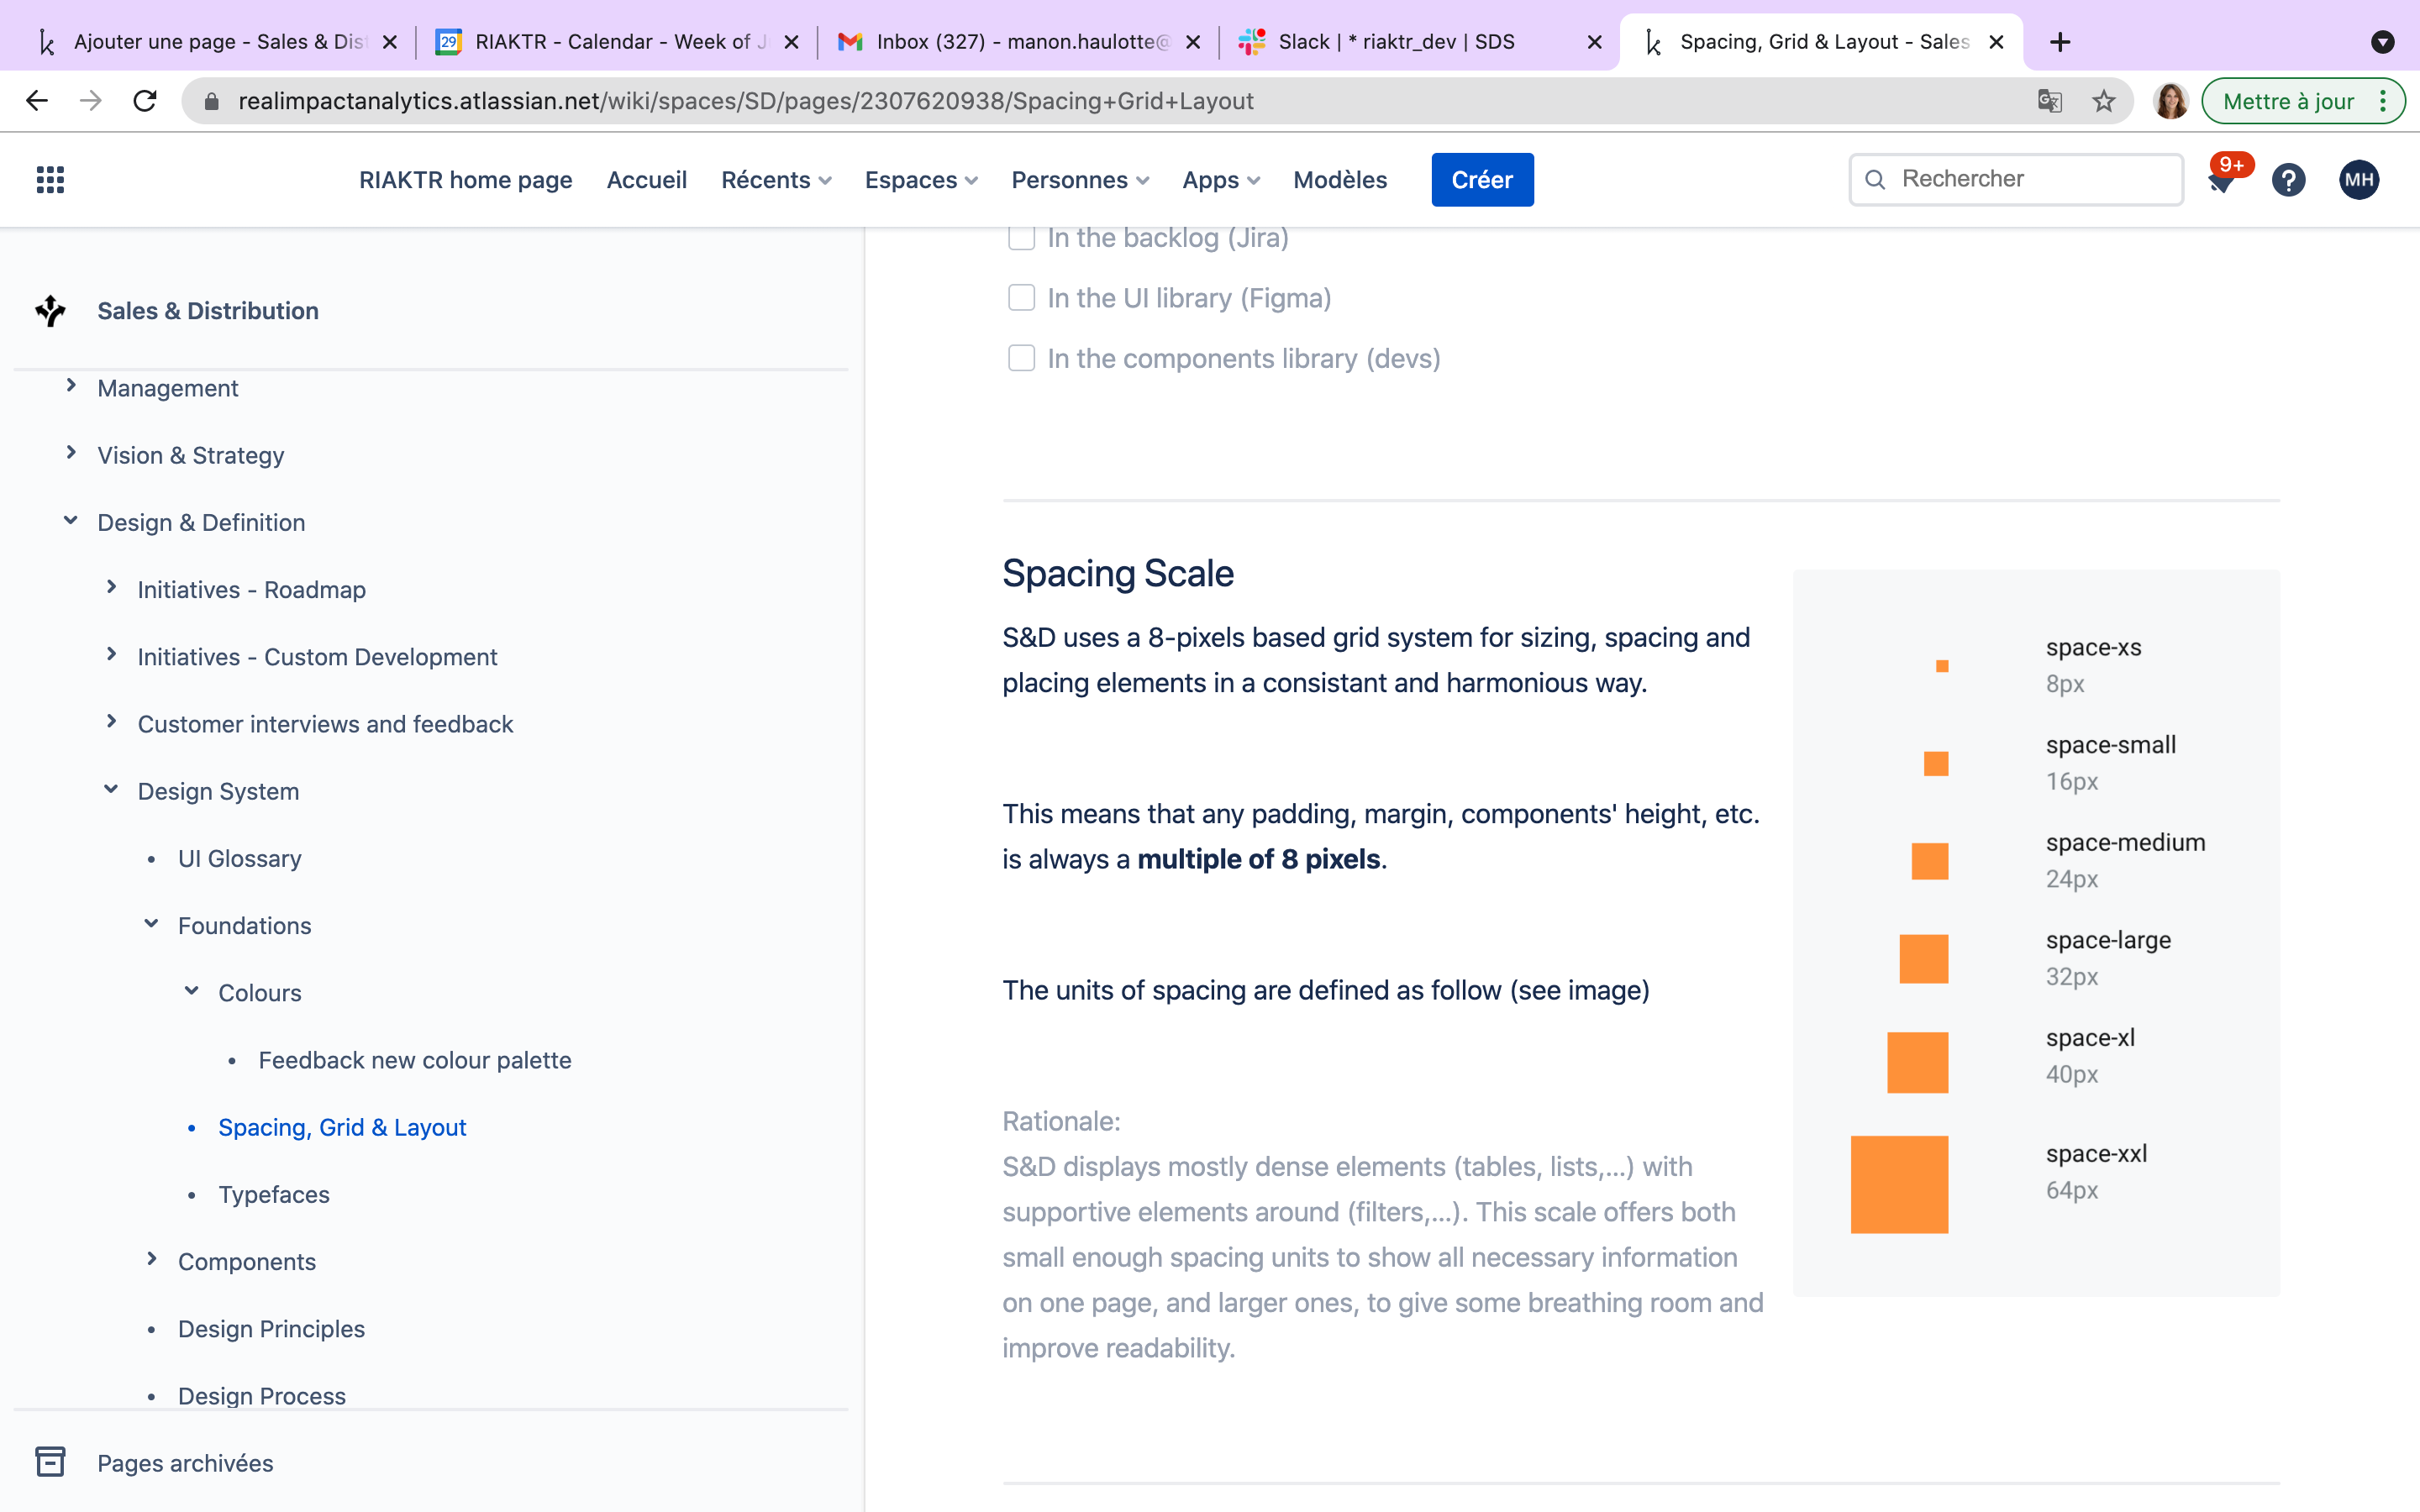 Ajouter une page - Sales & Dis
RIAKTR - Calendar - Week of J
Inbox (327) - manon.haulotte@
Slack | * riaktr_dev | SDS
Spacing, Grid & Layout - Sales
realimpactanalytics.atlassian.net/wiki/spaces/SD/pages/2307620938/Spacing+Grid+Layout
Mettre à jour
RIAKTR home page
Accueil
Récents
Espaces
Personnes
Apps
Modèles
Créer
Rechercher
9+
MH
Sales & Distribution
Management
Vision & Strategy
Design & Definition
Initiatives - Roadmap
Initiatives - Custom Development
Customer interviews and feedback
Design System
UI Glossary
Foundations
Colours
Feedback new colour palette
Spacing, Grid & Layout
Typefaces
Components
Design Principles
Design Process
Pages archivées
In the backlog (Jira)
In the UI library (Figma)
In the components library (devs)
Spacing Scale
S&D uses a 8-pixels based grid system for sizing, spacing and
placing elements in a consistant and harmonious way.
This means that any padding, margin, components' height, etc.
is always a multiple of 8 pixels.
The units of spacing are defined as follow (see image)
Rationale:
S&D displays mostly dense elements (tables, lists,...) with
supportive elements around (filters,...). This scale offers both
small enough spacing units to show all necessary information
on one page, and larger ones, to give some breathing room and
improve readability.
space-xs
8px
space-small
16px
space-medium
24px
space-large
32px
space-xl
40px
space-xxl
64px